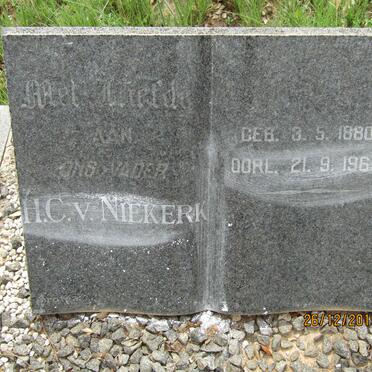 Met Liefde
AAN
ONS VADER
H.C. v. NIEKERK
GEB. 3. 5. 1880
OORL. 21. 9. 196
26/12/201